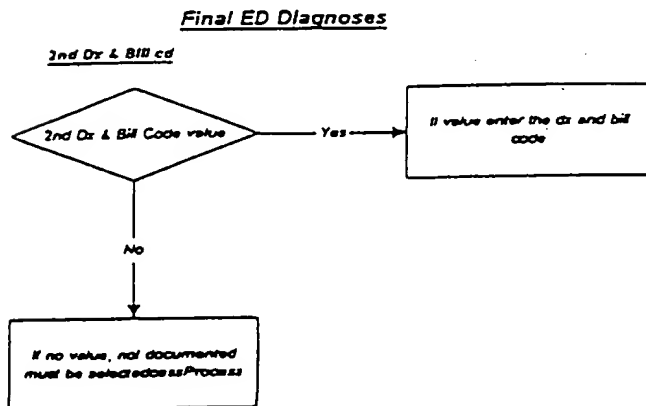 Final ED Diagnoses
2nd Dx & Bill cd
2nd Dx & Bill Code value
Yes
If value enter the dx and bill
code
No
If no value, not documented
must be selectedcessProcess